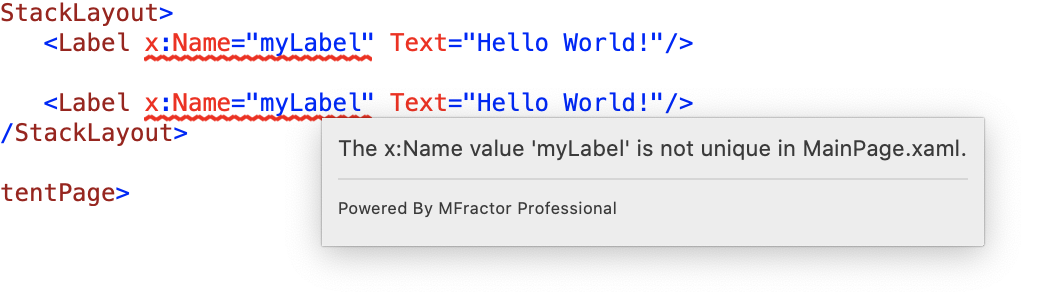 StackLayout>
<Label x:Name="myLabel" Text="Hello World!"/>
<Label x:Name="myLabel" Text="Hello World!"/>
/StackLayout>
The x:Name value 'myLabel' is not unique in MainPage.xaml.
tentPage>
Powered By MFractor Professional